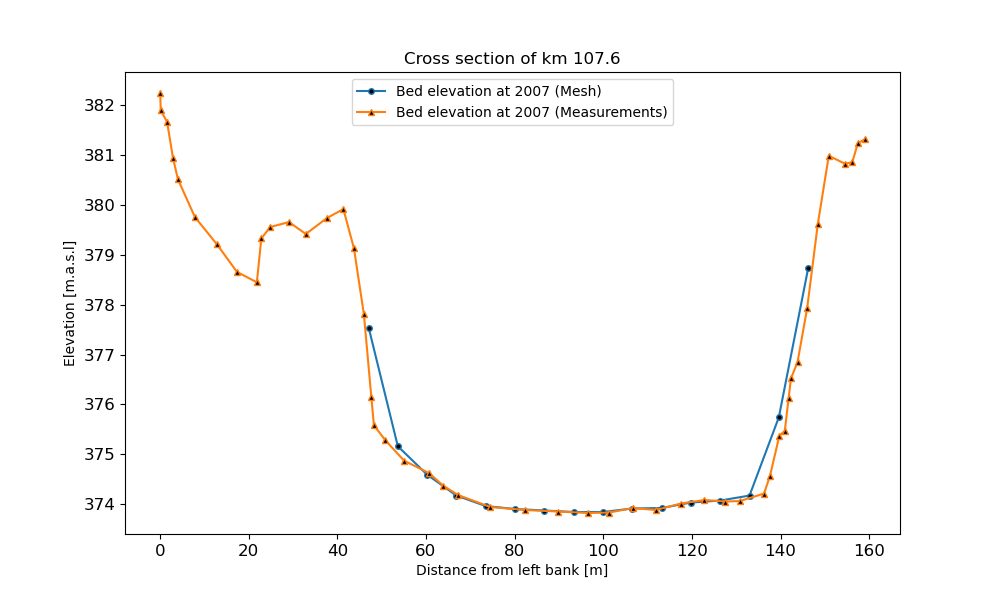 Cross section of km 107.6
Bed elevation at 2007 (Mesh)
Bed elevation at 2007 (Measurements)
Elevation [m.a.s.l]
382
381
380
379
378
377
376
375
374
0 20 40 60 80 100 120 140 160
Distance from left bank [m]